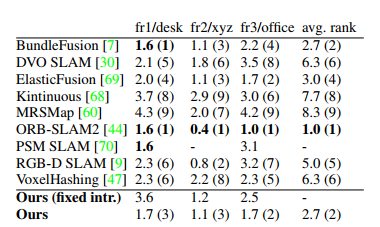 fr1/desk fr2/xyz fr3/office avg. rank
BundleFusion [7] 1.6 (1) 1.1 (3) 2.2 (4) 2.7 (2)
DVO SLAM [30] 2.1 (5) 1.8 (6) 3.5 (8) 6.3 (6)
ElasticFusion [69] 2.0 (4) 1.1 (3) 1.7 (2) 3.0 (4)
Kintinuous [68] 3.7 (8) 2.9 (9) 3.0 (6) 7.7 (8)
MRSMap [60] 4.3 (9) 2.0 (7) 4.2 (9) 8.3 (9)
ORB-SLAM2 [44] 1.6 (1) 0.4 (1) 1.0 (1) 1.0 (1)
PSM SLAM [70] 1.6 - 3.1 -
RGB-D SLAM [9] 2.3 (6) 0.8 (2) 3.2 (7) 5.0 (5)
VoxelHashing [47] 2.3 (6) 2.2 (8) 2.3 (5) 6.3 (6)
Ours (fixed intr.) 3.6 1.2 2.5 -
Ours 1.7 (3) 1.1 (3) 1.7 (2) 2.7 (2)